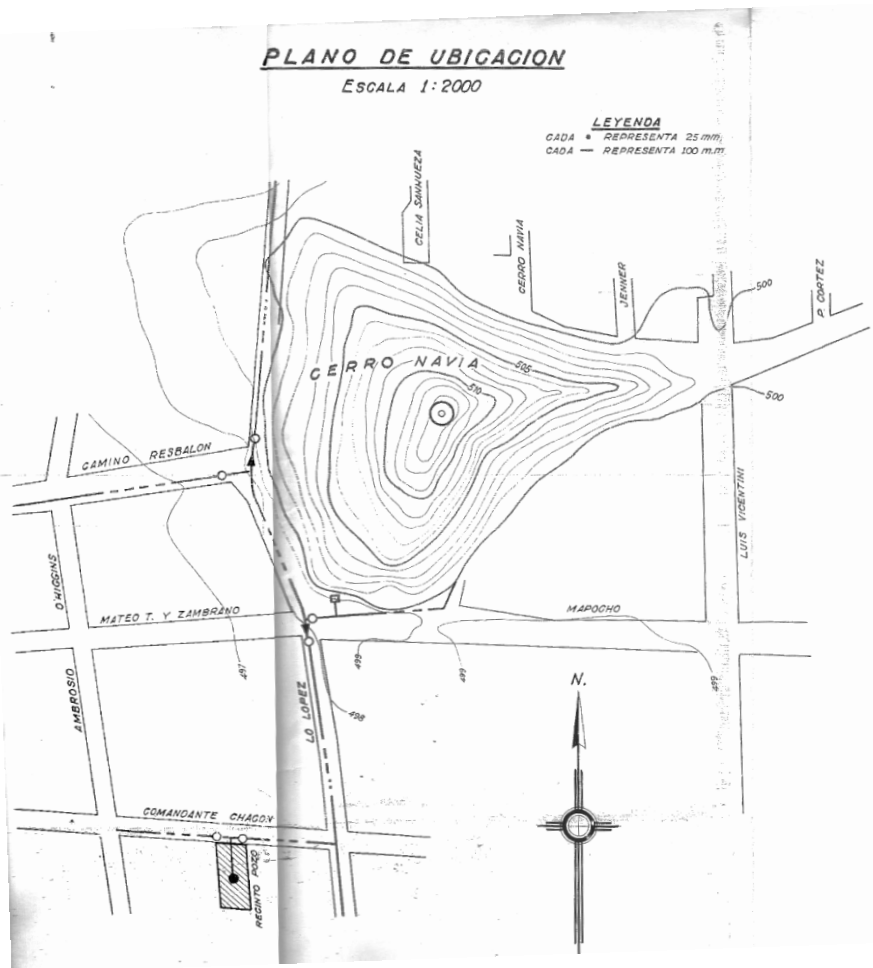 PLANO DE UBICACION
ESCALA 1:2000
LEYENDA
CADA • REPRESENTA 25 mm.
CADA — REPRESENTA 100 m.m.
CELIA SANHUEZA
CERRO NAVIA
JENNER
P. CORTEZ
500
500
CERRO NAVIA
505
510
CAMINO RESBALON
LUIS VICENTINI
O'HIGGINS
AMBROSIO
MATEO T. Y ZAMBRANO
MAPOCHO
497
499
499
499
498
LO LOPEZ
N.
COMANDANTE CHACON
RECINTO POZO